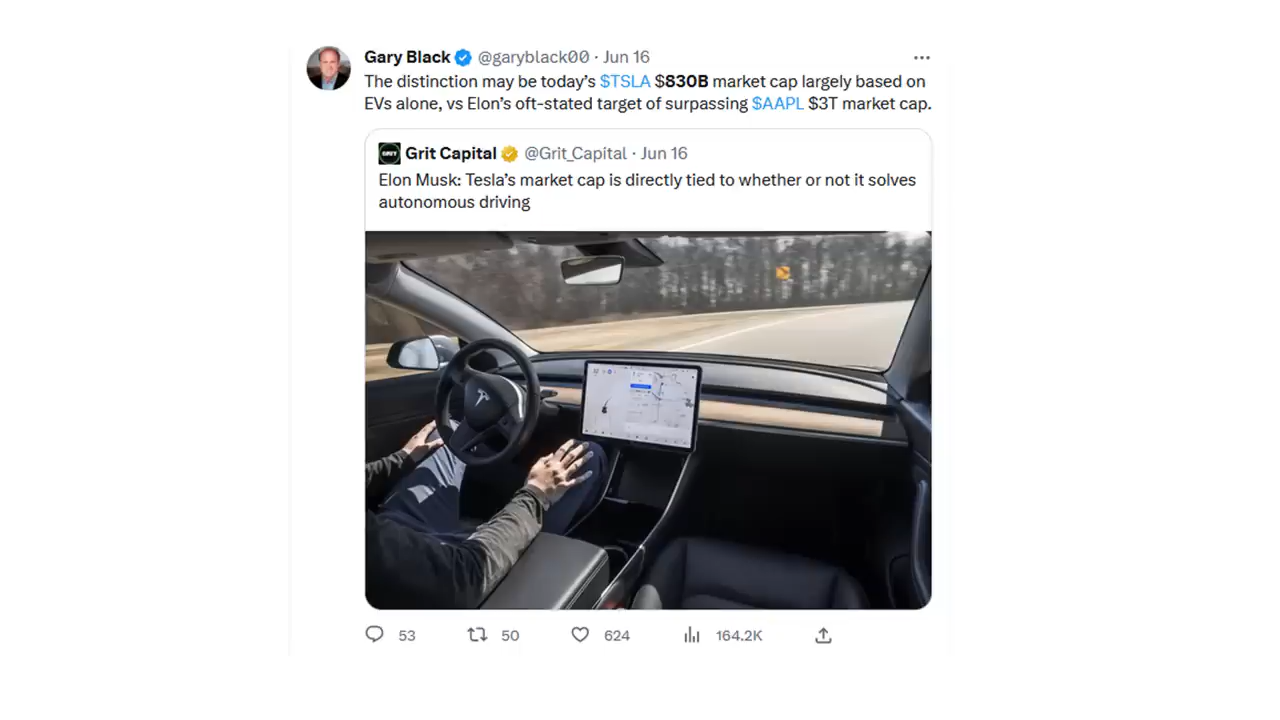 Gary Black @garyblack00 · Jun 16
The distinction may be today's $TSLA $830B market cap largely based on
EVs alone, vs Elon's oft-stated target of surpassing $AAPL $3T market cap.
GRIT Grit Capital @Grit_Capital · Jun 16
Elon Musk: Tesla's market cap is directly tied to whether or not it solves
autonomous driving
53 50 624 164.2K